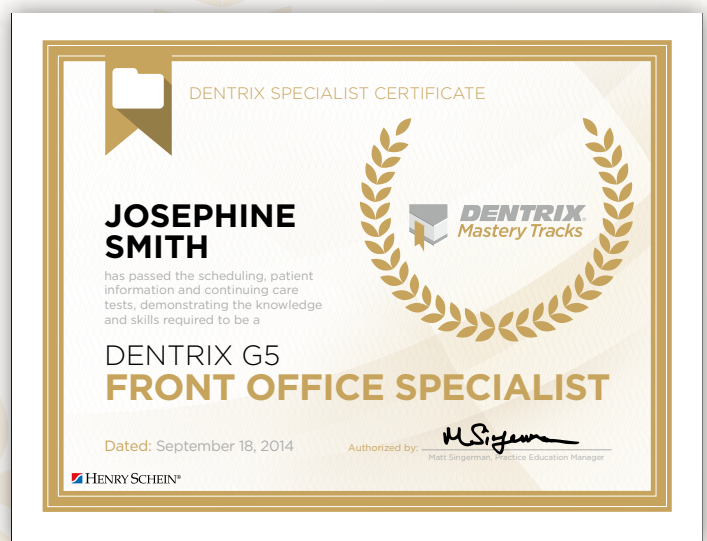 DENTRIX SPECIALIST CERTIFICATE
JOSEPHINE
SMITH
has passed the scheduling, patient
information and continuing care
tests, demonstrating the knowledge
and skills required to be a
DENTRIX®
Mastery Tracks
DENTRIX G5
FRONT OFFICE SPECIALIST
Dated: September 18, 2014
Authorized by: M Singerman
Matt Singerman, Practice Education Manager
HENRY SCHEIN®